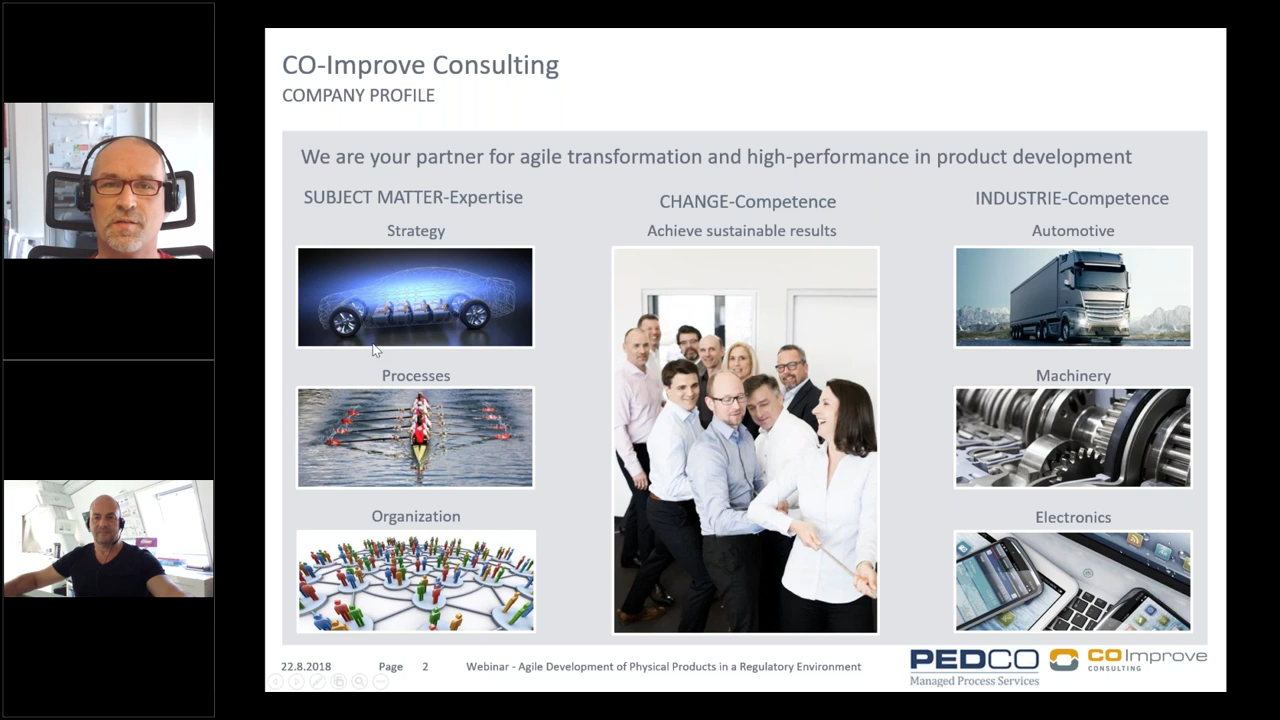 CO-Improve Consulting
COMPANY PROFILE
We are your partner for agile transformation and high-performance in product development
SUBJECT MATTER-Expertise
CHANGE-Competence
INDUSTRIE-Competence
Strategy
Achieve sustainable results
Automotive
Processes
Machinery
Organization
Electronics
22.8.2018 Page 2 Webinar - Agile Development of Physical Products in a Regulatory Environment
PEDCO
Managed Process Services
COImprove
CONSULTING